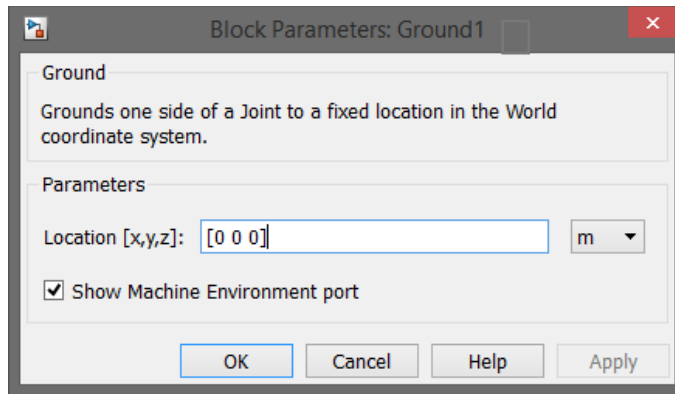 Block Parameters: Ground1
Ground
Grounds one side of a Joint to a fixed location in the World
coordinate system.
Parameters
Location [x,y,z]: [0 0 0] m
Show Machine Environment port
OK Cancel Help Apply